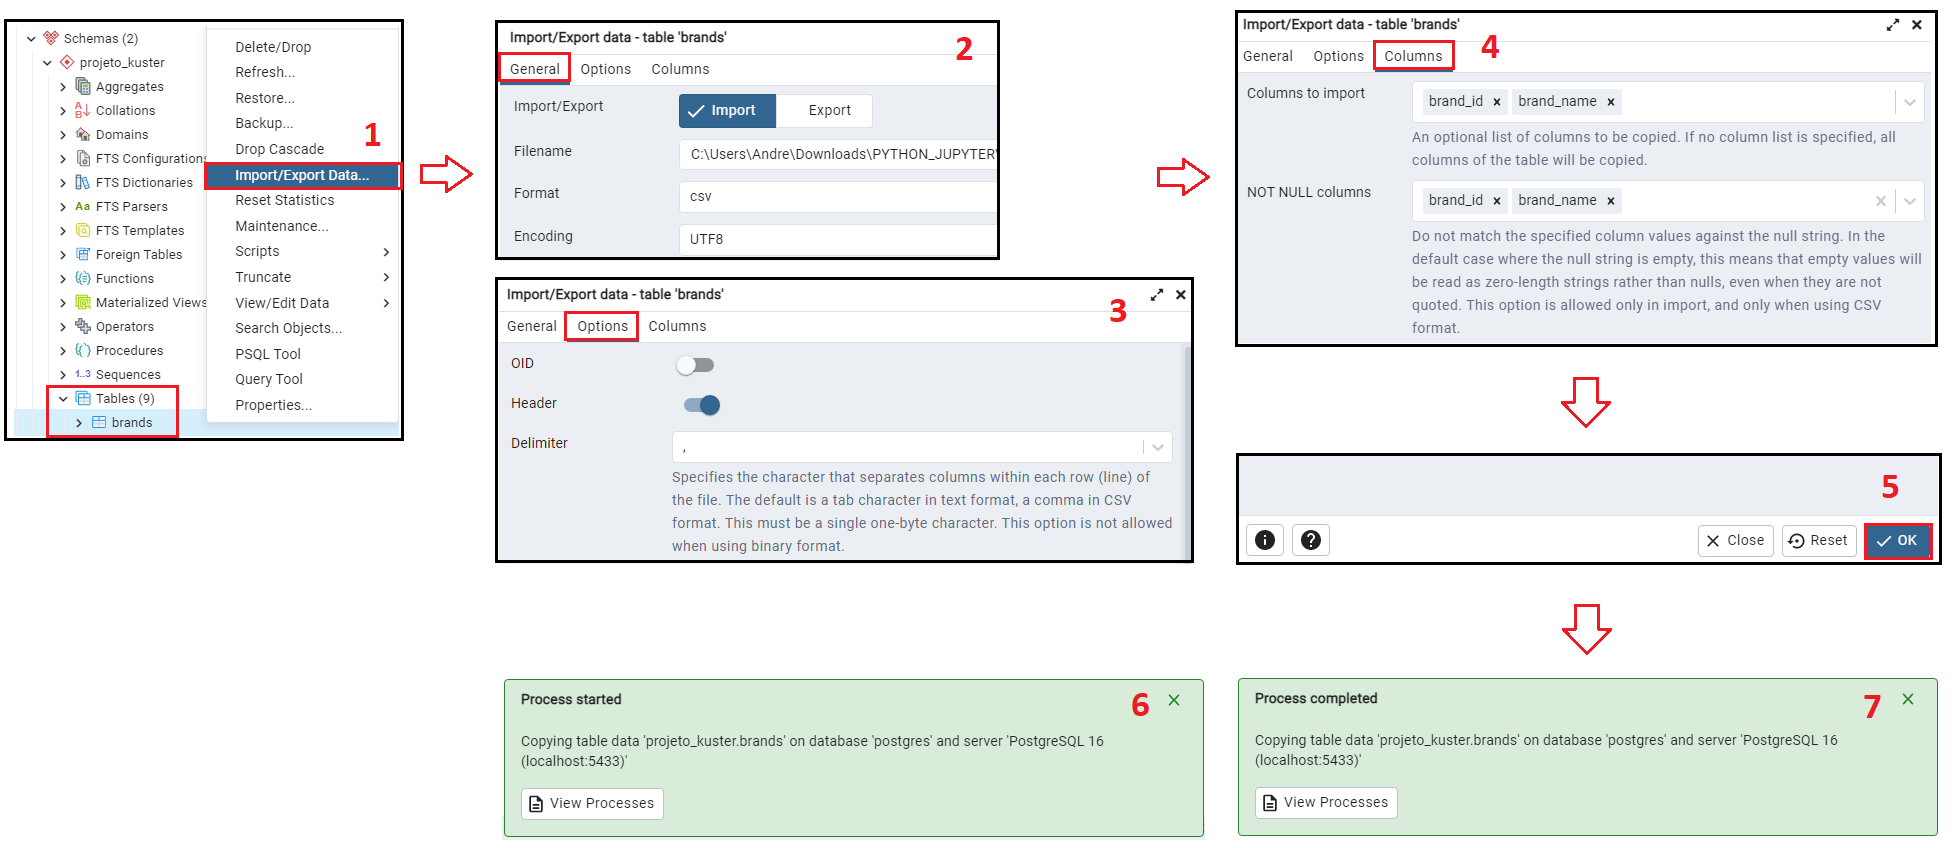 Schemas (2)
projeto_kuster
Aggregates
Collations
Domains
FTS Configurations
FTS Dictionaries
Aa FTS Parsers
FTS Templates
Foreign Tables
Functions
Materialized Views
Operators
Procedures
1..3 Sequences
Tables (9)
brands
Delete/Drop
Refresh...
Restore...
Backup...
Drop Cascade
1
Import/Export Data...
Reset Statistics
Maintenance...
Scripts
Truncate
View/Edit Data
Search Objects...
PSQL Tool
Query Tool
Properties...
Import/Export data - table 'brands'
2
General Options Columns
Import/Export Import Export
Filename C:\Users\Andre\Downloads\PYTHON_JUPYTER\
Format csv
Encoding UTF8
Import/Export data - table 'brands'
3
General Options Columns
OID
Header
Delimiter ,
Specifies the character that separates columns within each row (line) of
the file. The default is a tab character in text format, a comma in CSV
format. This must be a single one-byte character. This option is not allowed
when using binary format.
Import/Export data - table 'brands'
4
General Options Columns
Columns to import brand_id brand_name
An optional list of columns to be copied. If no column list is specified, all
columns of the table will be copied.
NOT NULL columns brand_id brand_name
Do not match the specified column values against the null string. In the
default case where the null string is empty, this means that empty values will
be read as zero-length strings rather than nulls, even when they are not
quoted. This option is allowed only in import, and only when using CSV
format.
5
Close Reset OK
Process started
6
Copying table data 'projeto_kuster.brands' on database 'postgres' and server 'PostgreSQL 16
(localhost:5433)'
View Processes
Process completed
7
Copying table data 'projeto_kuster.brands' on database 'postgres' and server 'PostgreSQL 16
(localhost:5433)'
View Processes